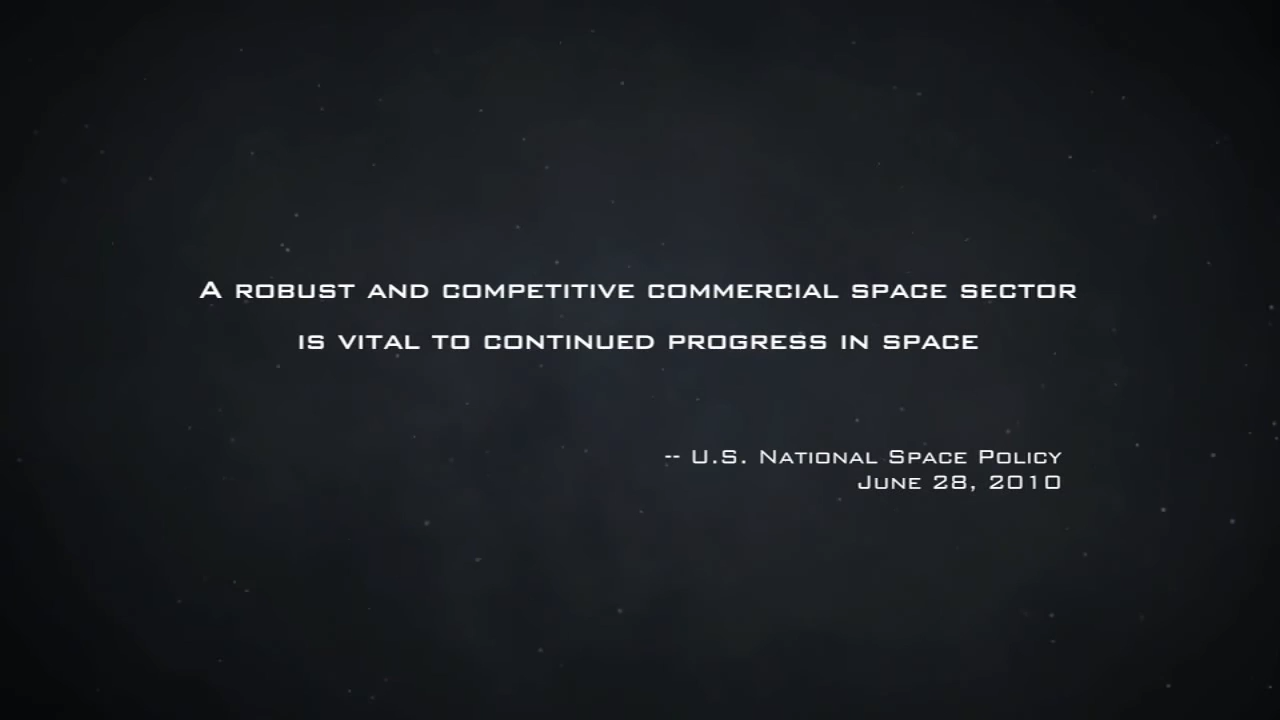 A ROBUST AND COMPETITIVE COMMERCIAL SPACE SECTOR
IS VITAL TO CONTINUED PROGRESS IN SPACE
-- U.S. NATIONAL SPACE POLICY
JUNE 28, 2010